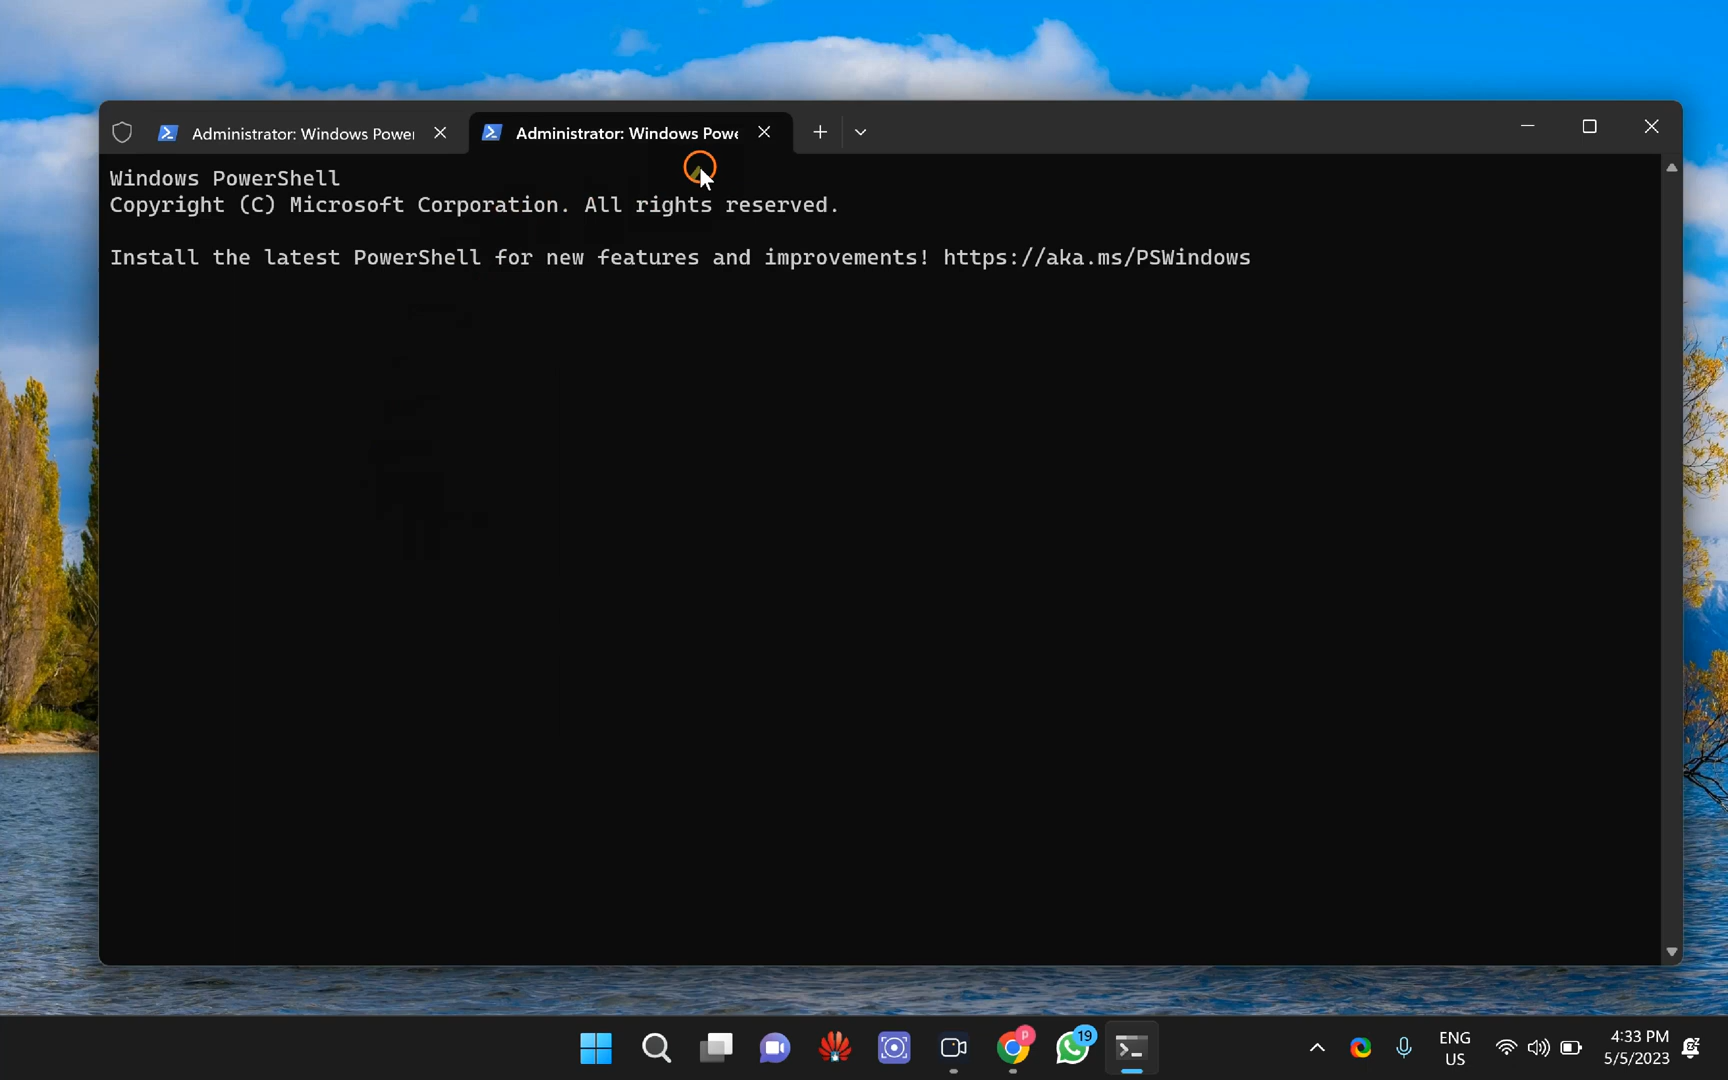 Administrator: Windows Power
Administrator: Windows Powe
Windows PowerShell
Copyright (C) Microsoft Corporation. All rights reserved.
Install the latest PowerShell for new features and improvements! https://aka.ms/PSWindows
P
19
ENG
US
4:33 PM
5/5/2023